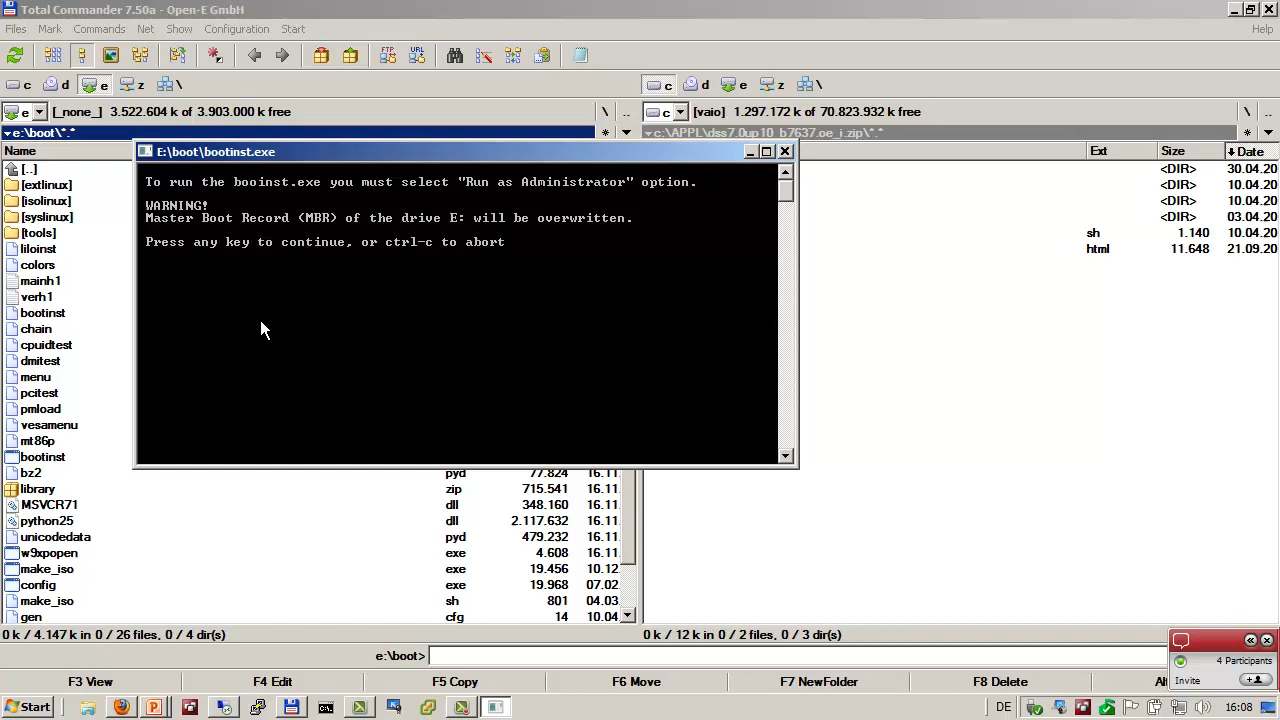 Total Commander 7.50a - Open-E GmbH
Files Mark Commands Net Show Configuration Start Help
FTP URL
c d e z \ c d e z \
e [_none_] 3.522.604 k of 3.903.000 k free \ .. c [vaio] 1.297.172 k of 70.823.932 k free \ ..
e:\boot\*.* * c:\APPL\dss7.0up10_b7637.oe_i.zip\*.* *
Name Ext Size Date
E:\boot\bootinst.exe
To run the booinst.exe you must select "Run as Administrator" option.
WARNING!
Master Boot Record (MBR) of the drive E: will be overwritten.
Press any key to continue, or ctrl-c to abort
[..] <DIR> 30.04.20
[extlinux] <DIR> 10.04.20
[isolinux] <DIR> 10.04.20
[syslinux] <DIR> 03.04.20
[tools] sh 1.140 10.04.20
liloinst html 11.648 21.09.20
colors
mainh1
verh1
bootinst
chain
cpuidtest
dmitest
menu
pcitest
pmload
vesamenu
mt86p
bootinst
bz2 pyd 77.824 16.11.
library zip 715.541 16.11.
MSVCR71 dll 348.160 16.11.
python25 dll 2.117.632 16.11.
unicodedata pyd 479.232 16.11.
w9xpopen exe 4.608 16.11.
make_iso exe 19.456 10.12
config exe 19.968 07.02
make_iso sh 801 04.03.
gen cfg 14 10.04
0 k / 4.147 k in 0 / 26 files, 0 / 4 dir(s) 0 k / 12 k in 0 / 2 files, 0 / 3 dir(s)
e:\boot>
4 Participants
Invite
F3 View F4 Edit F5 Copy F6 Move F7 NewFolder F8 Delete Al
Start DE 16:08